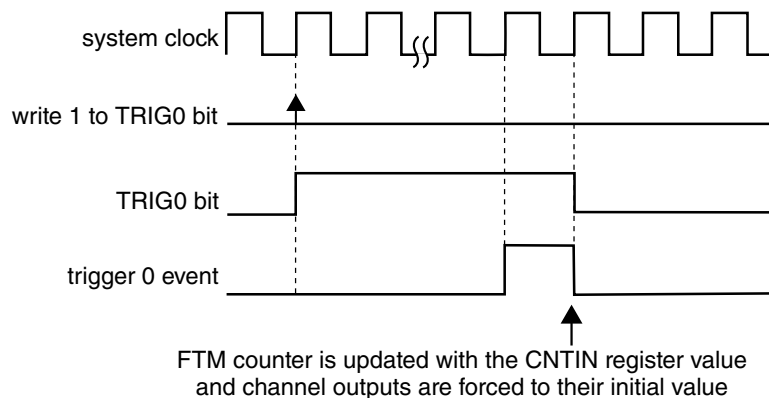 system clock
write 1 to TRIG0 bit
TRIG0 bit
trigger 0 event
FTM counter is updated with the CNTIN register value
and channel outputs are forced to their initial value